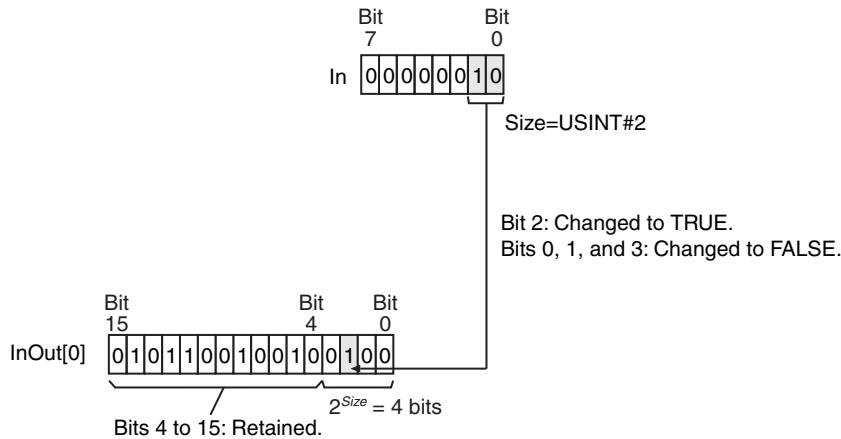 Bit Bit
7 0
In 0 0 0 0 0 0 1 0
Size=USINT#2
Bit 2: Changed to TRUE.
Bits 0, 1, and 3: Changed to FALSE.
Bit Bit Bit
15 4 0
InOut[0] 0 1 0 1 1 0 0 1 0 0 1 0 0 1 0 0
2^Size = 4 bits
Bits 4 to 15: Retained.